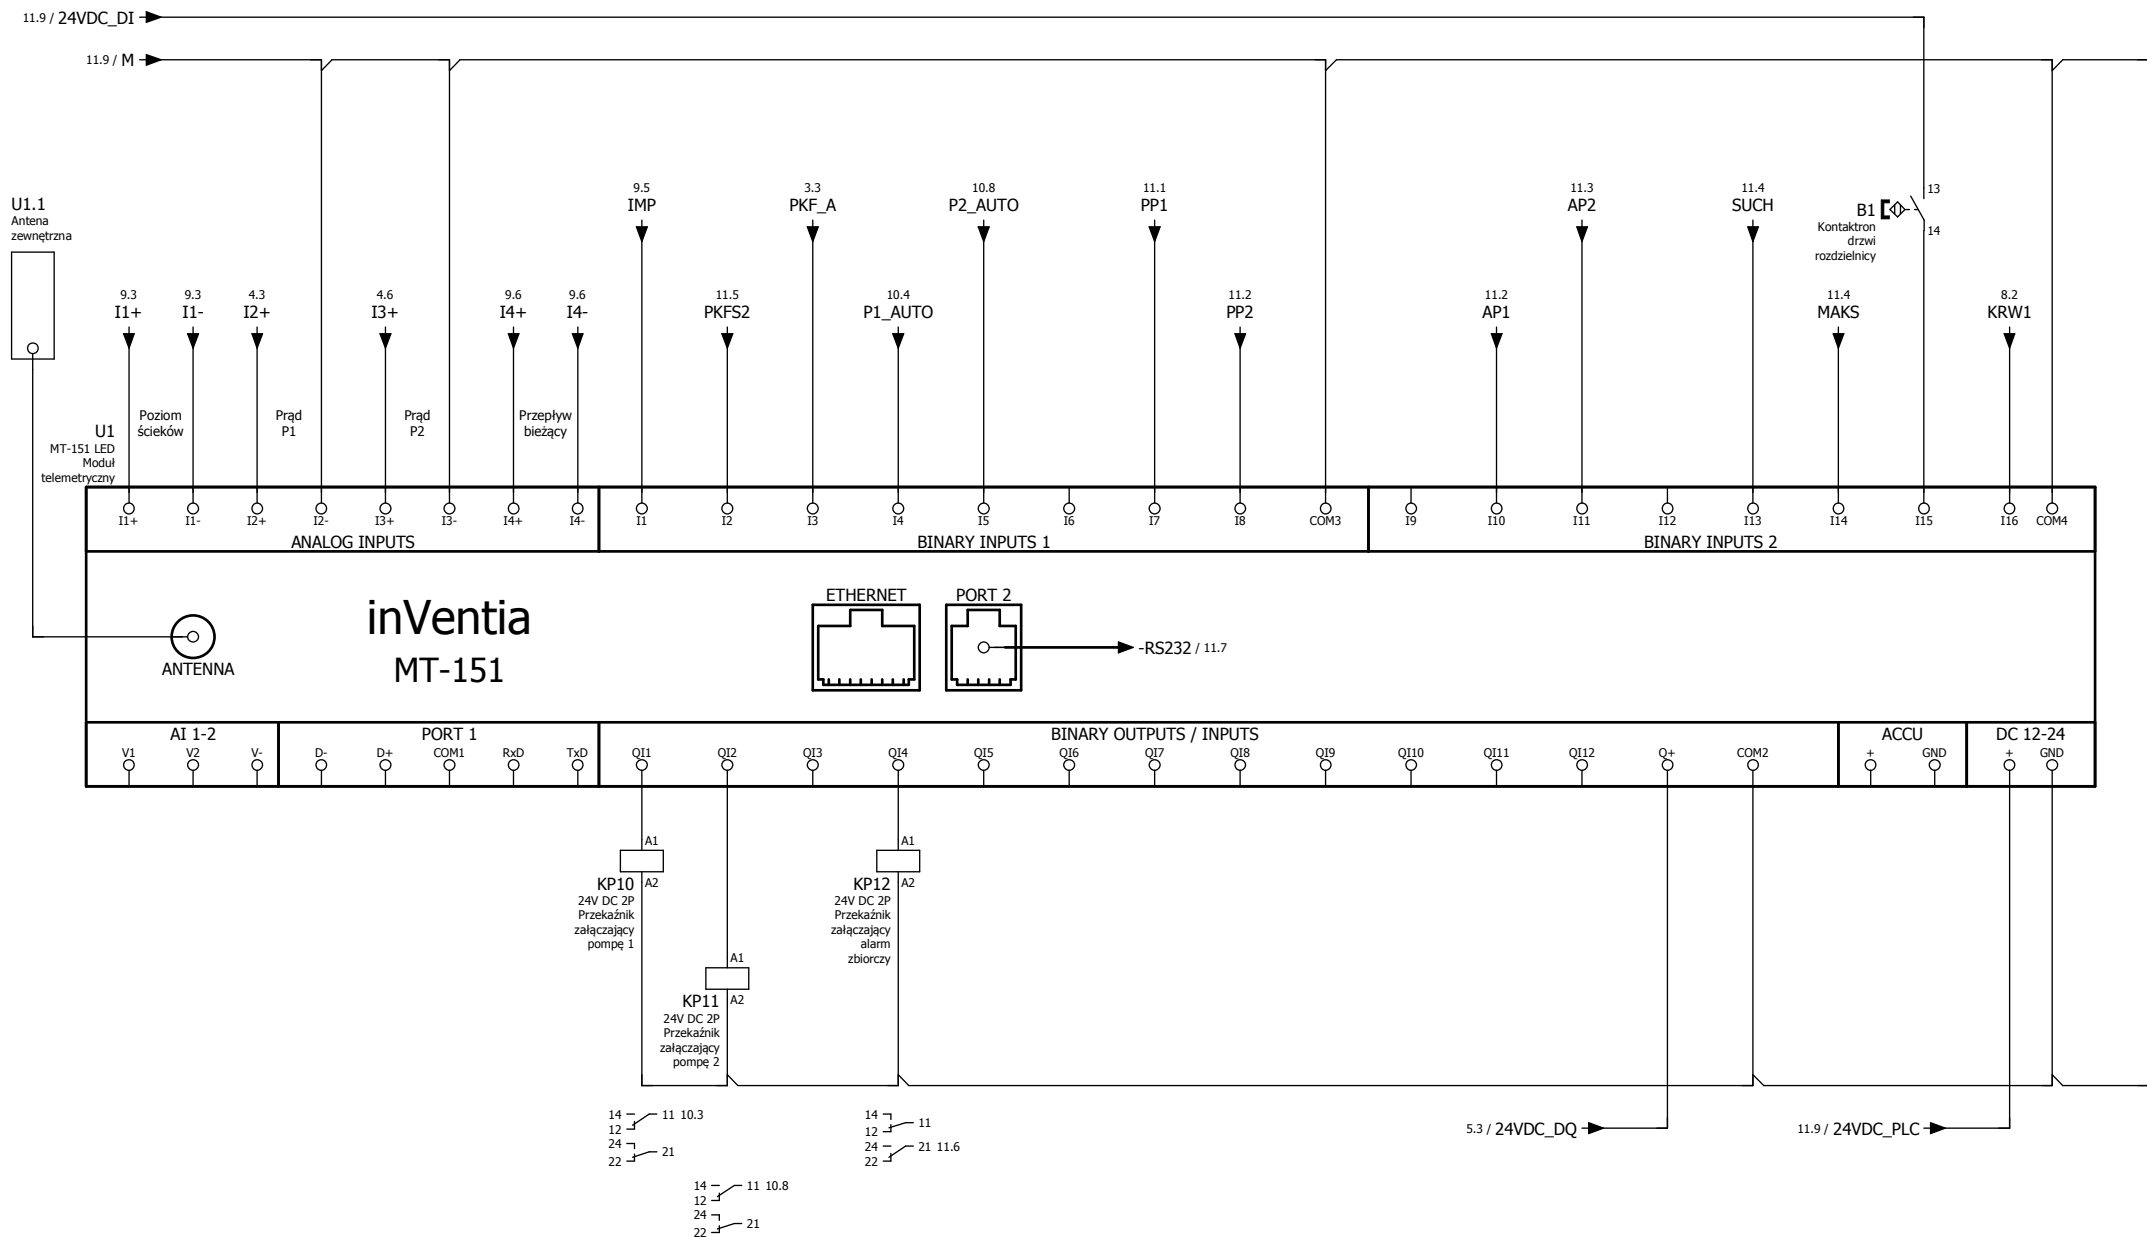 11.9 / 24VDC_DI
11.9 / M
U1.1
Antena
zewnętrzna
9.3
I1+
9.3
I1-
4.3
I2+
4.6
I3+
9.6
I4+
9.6
I4-
9.5
IMP
11.5
PKFS2
3.3
PKF_A
10.4
P1_AUTO
10.8
P2_AUTO
11.1
PP1
11.2
PP2
11.2
AP1
11.3
AP2
11.4
SUCH
11.4
MAKS
B1
Kontaktron
drzwi
rozdzielnicy
13
14
8.2
KRW1
Poziom
ścieków
Prąd
P1
Prąd
P2
Przepływ
bieżący
U1
MT-151 LED
Moduł
telemetryczny
I1+ I1- I2+ I2- I3+ I3- I4+ I4- I1 I2 I3 I4 I5 I6 I7 I8 COM3 I9 I10 I11 I12 I13 I14 I15 I16 COM4
ANALOG INPUTS BINARY INPUTS 1 BINARY INPUTS 2
inVentia
MT-151
ANTENNA
ETHERNET
PORT 2
-RS232 / 11.7
AI 1-2 PORT 1 BINARY OUTPUTS / INPUTS ACCU DC 12-24
V1 V2 V- D- D+ COM1 RxD TxD QI1 QI2 QI3 QI4 QI5 QI6 QI7 QI8 QI9 QI10 QI11 QI12 Q+ COM2 + GND + GND
A1
A2
KP10
24V DC 2P
Przekaźnik
załączający
pompę 1
A1
A2
KP11
24V DC 2P
Przekaźnik
załączający
pompę 2
A1
A2
KP12
24V DC 2P
Przekaźnik
załączający
alarm
zbiorczy
14
12
11 10.3
24
22
21
14
12
11 10.8
24
22
21
14
12
11
24
22
21 11.6
5.3 / 24VDC_DQ
11.9 / 24VDC_PLC